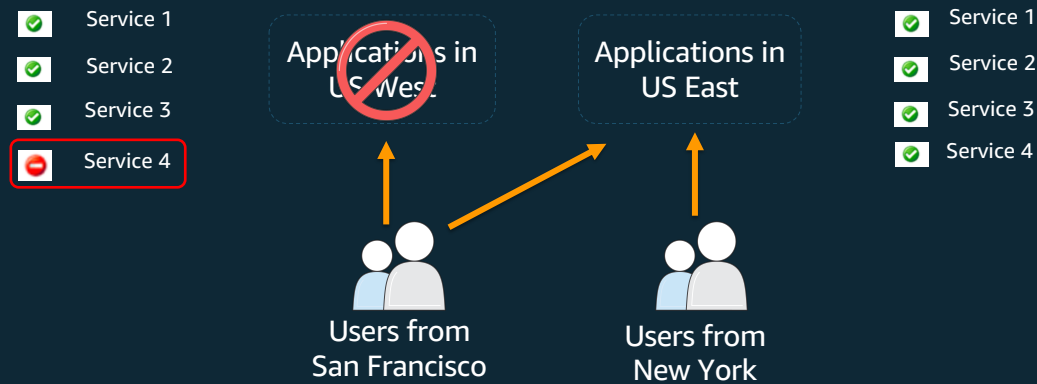 Service 1
Service 2
Service 3
Service 4
Applications in
US West
Applications in
US East
Service 1
Service 2
Service 3
Service 4
Users from
San Francisco
Users from
New York